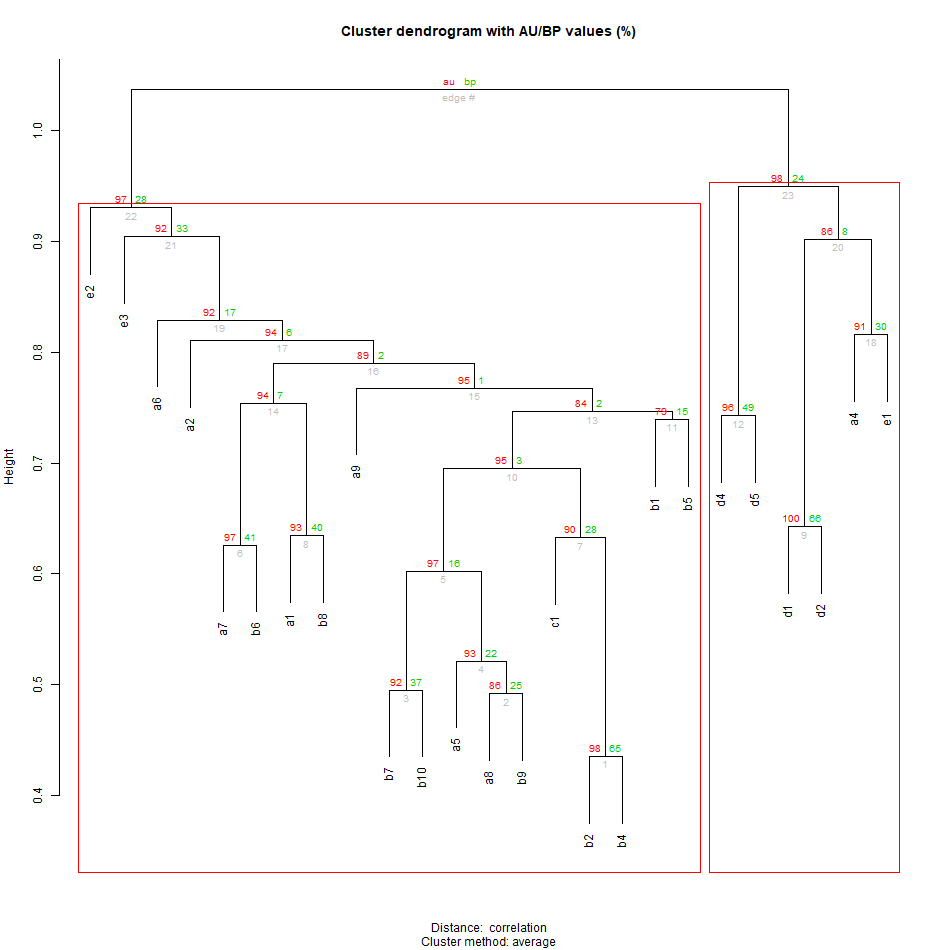 Cluster dendrogram with AU/BP values (%)
au bp
edge #
1.0
98 24
23
97 28
22
92 33
21
0.9
86 8
20
e2
e3
92 17
19
91 30
18
94 6
17
0.8
89 2
16
95 1
15
a6
a2
94 7
14
84 2
13
79 15
11
96 49
12
a4
e1
Height
0.7
a9
95 3
10
b1
b5
d4
d5
97 41
6
93 40
8
90 28
7
100 66
9
0.6
97 16
5
a7
b6
a1
b8
c1
d1
d2
93 22
4
0.5
92 37
3
86 25
2
a5
b7
b10
a8
b9
98 65
1
0.4
b2
b4
Distance: correlation
Cluster method: average